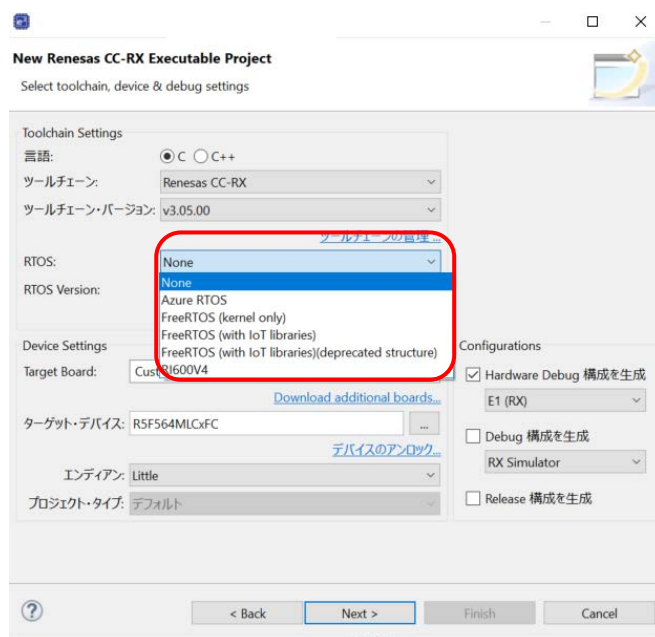 New Renesas CC-RX Executable Project
Select toolchain, device & debug settings
Toolchain Settings
言語:
C
C++
ツールチェーン:
Renesas CC-RX
ツールチェーン・バージョン:
v3.05.00
ツールチェーンの管理 ...
RTOS:
None
RTOS Version:
None
Azure RTOS
FreeRTOS (kernel only)
FreeRTOS (with IoT libraries)
FreeRTOS (with IoT libraries)(deprecated structure)
RI600V4
Device Settings
Target Board:
Cust
Download additional boards...
ターゲット・デバイス:
R5F564MLCxFC
...
デバイスのアンロック...
エンディアン:
Little
プロジェクト・タイプ:
デフォルト
Configurations
Hardware Debug 構成を生成
E1 (RX)
Debug 構成を生成
RX Simulator
Release 構成を生成
?
< Back
Next >
Finish
Cancel